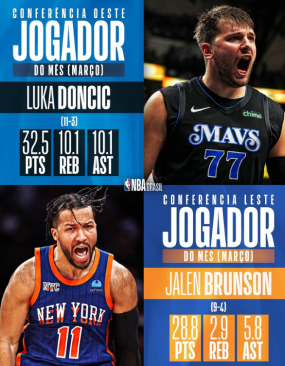 CONFERÊNCIA OESTE
JOGADOR
DO MÊS (MARÇO)
LUKA DONCIC
(11-3)
32.5 10.1 10.1
PTS REB AST
chime
MAVS
77
NBABRASIL
NEW YORK
11
CONFERÊNCIA LESTE
JOGADOR
DO MÊS (MARÇO)
JALEN BRUNSON
(9-4)
28.8 2.9 5.8
PTS REB AST